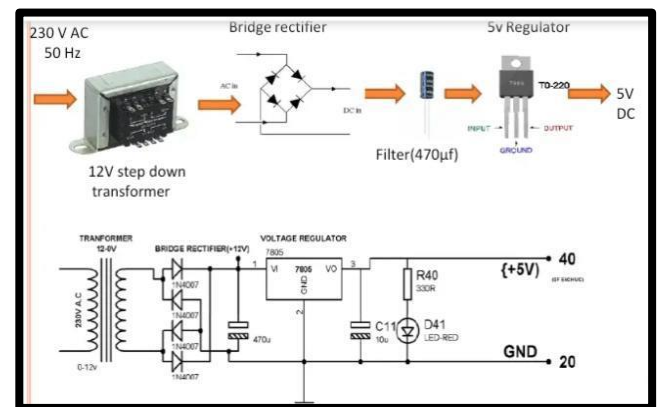 230 V AC
50 Hz
Bridge rectifier
5v Regulator
AC In
DC In
TO-220
5V
DC
INPUT
OUTPUT
GROUND
Filter(470µf)
12V step down
transformer
TRANFORMER
12-0V
BRIDGE RECTIFIER(+12V)
VOLTAGE REGULATOR
7805
1
VI
7805
VO
3
GND
2
230V A.C
0-12v
1N4007
1N4007
1N4007
1N4007
470u
C11
10u
R40
330R
D41
LED-RED
{+5V)
40
GND
20